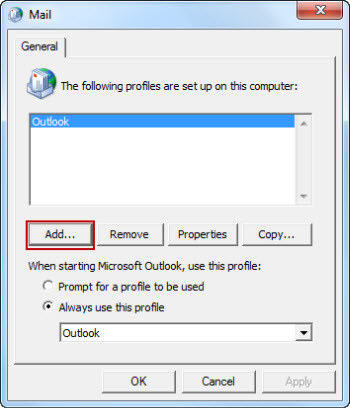 Mail
General
The following profiles are set up on this computer:
Outlook
Add... Remove Properties Copy...
When starting Microsoft Outlook, use this profile:
Prompt for a profile to be used
Always use this profile
Outlook
OK Cancel Apply